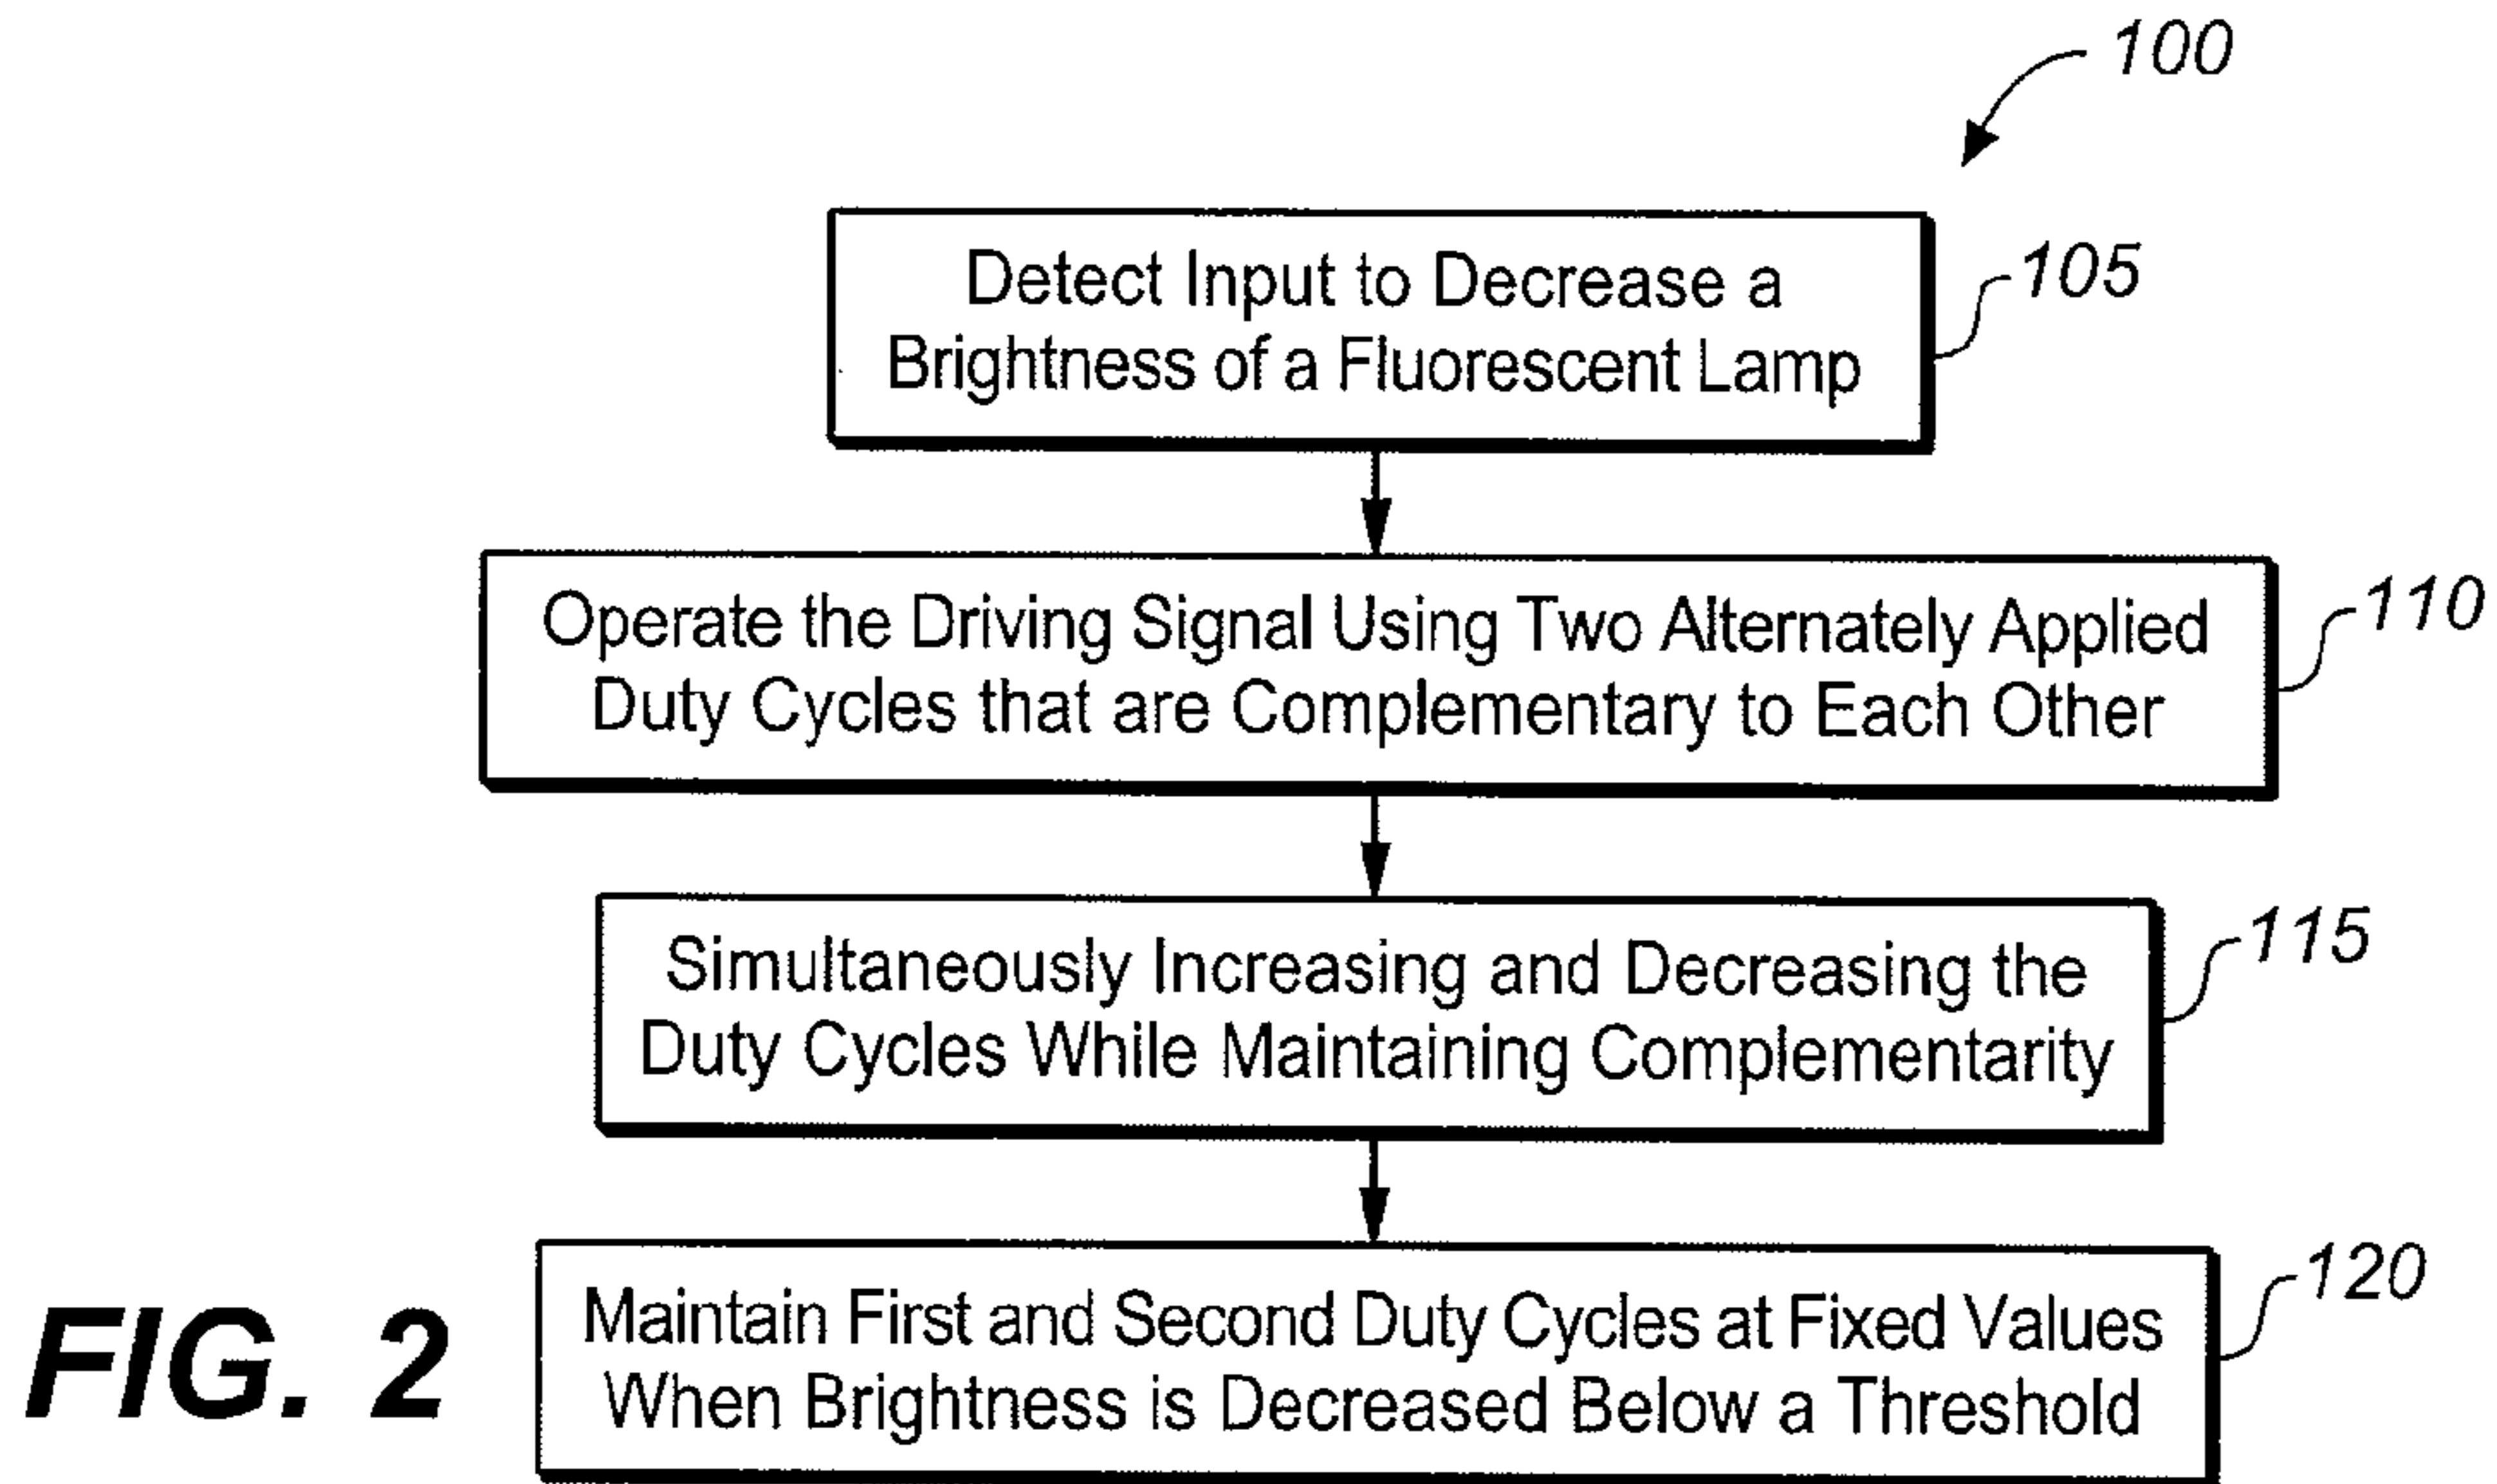 100
Detect Input to Decrease a
Brightness of a Fluorescent Lamp
105
Operate the Driving Signal Using Two Alternately Applied
Duty Cycles that are Complementary to Each Other
110
Simultaneously Increasing and Decreasing the
Duty Cycles While Maintaining Complementarity
115
Maintain First and Second Duty Cycles at Fixed Values
When Brightness is Decreased Below a Threshold
120
FIG. 2